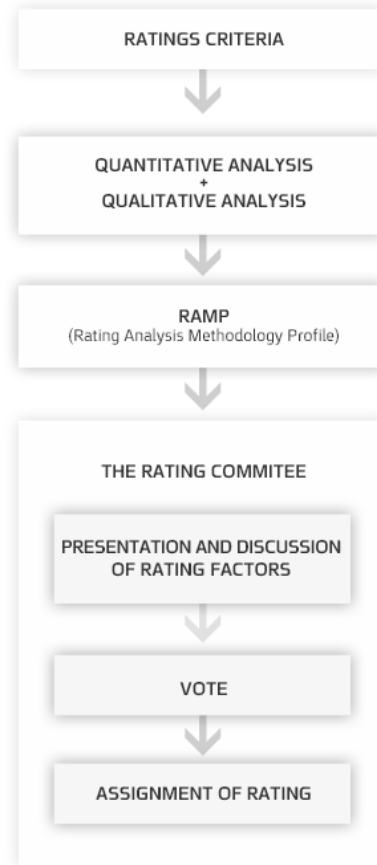 RATINGS CRITERIA
QUANTITATIVE ANALYSIS
+
QUALITATIVE ANALYSIS
RAMP
(Rating Analysis Methodology Profile)
THE RATING COMMITEE
PRESENTATION AND DISCUSSION
OF RATING FACTORS
VOTE
ASSIGNMENT OF RATING